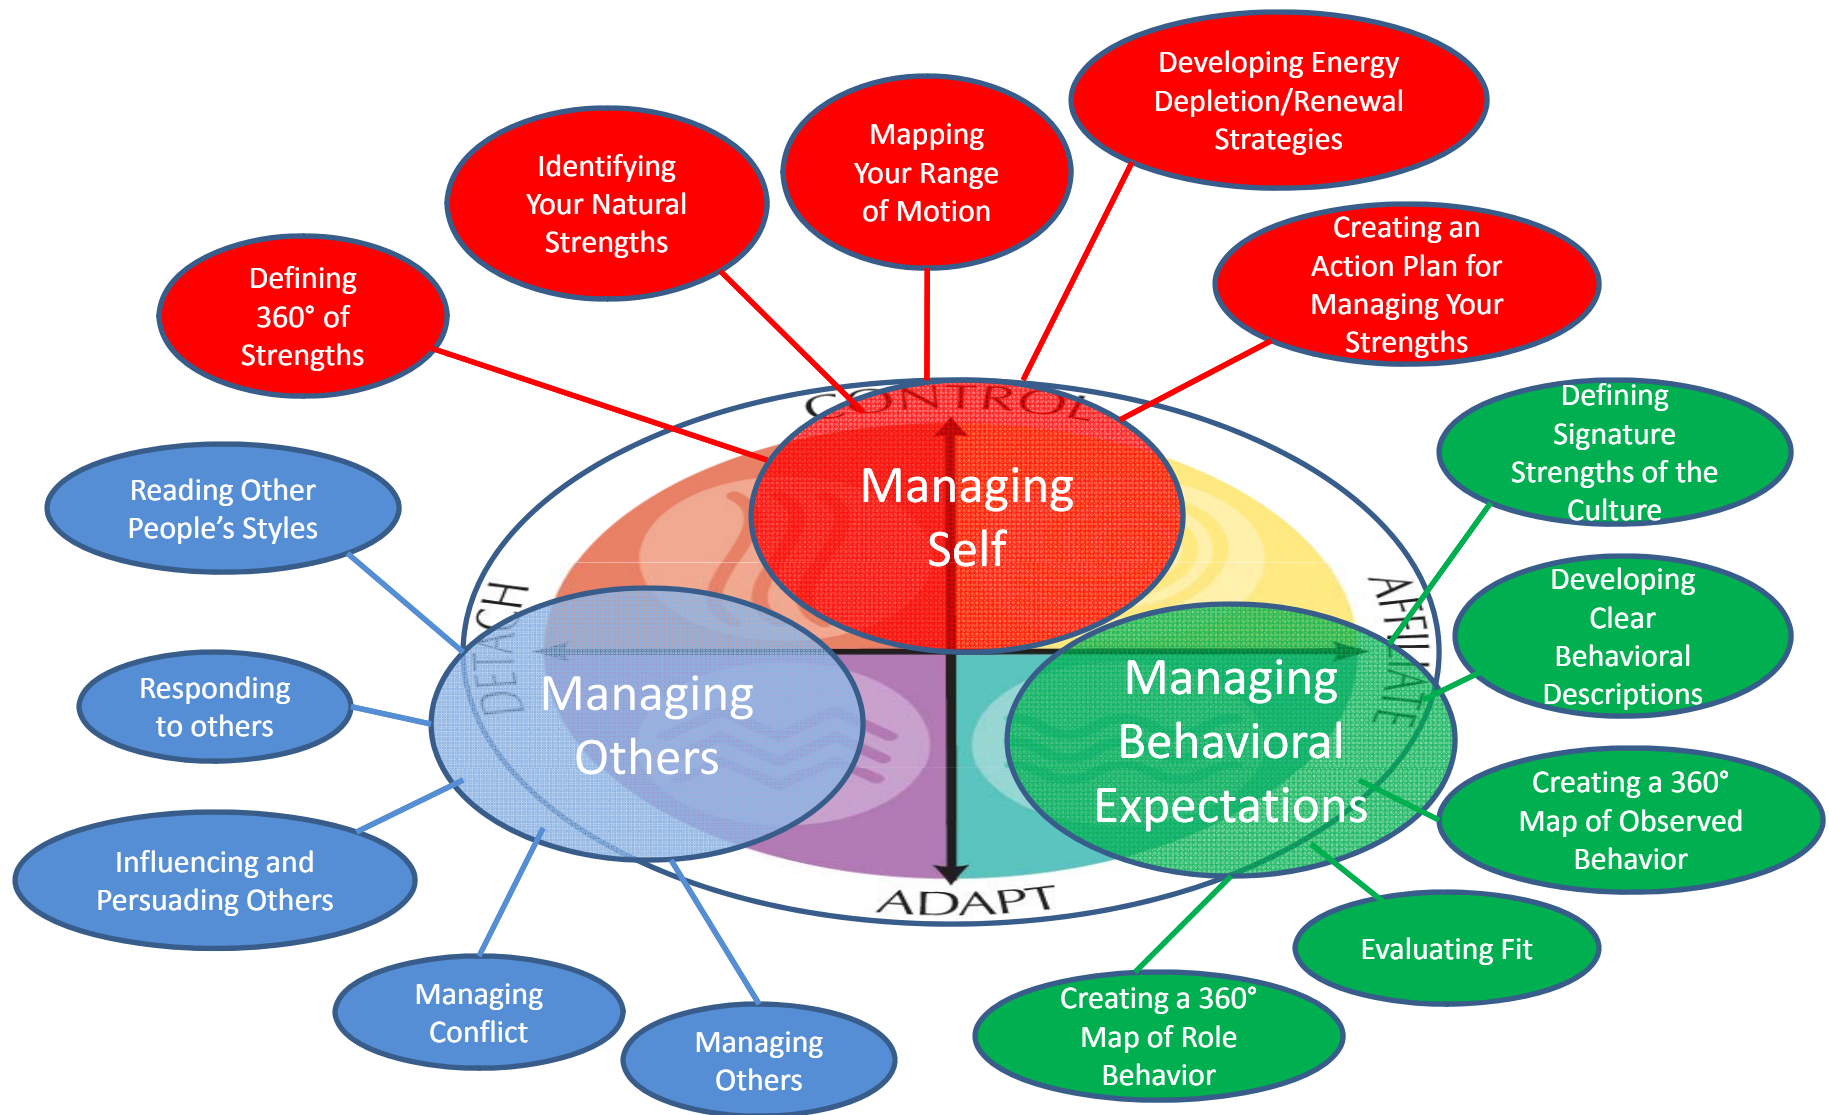 Developing Energy
Depletion/Renewal
Strategies
Mapping
Your Range
of Motion
Identifying
Your Natural
Strengths
Creating an
Action Plan for
Managing Your
Strengths
Defining
360° of
Strengths
CONTROL
Managing
Self
Defining
Signature
Strengths of the
Culture
Reading Other
People’s Styles
DETACH
AFFILIATE
Developing
Clear
Behavioral
Descriptions
Responding
to others
Managing
Others
Managing
Behavioral
Expectations
Creating a 360°
Map of Observed
Behavior
Influencing and
Persuading Others
ADAPT
Evaluating Fit
Managing
Conflict
Managing
Others
Creating a 360°
Map of Role
Behavior